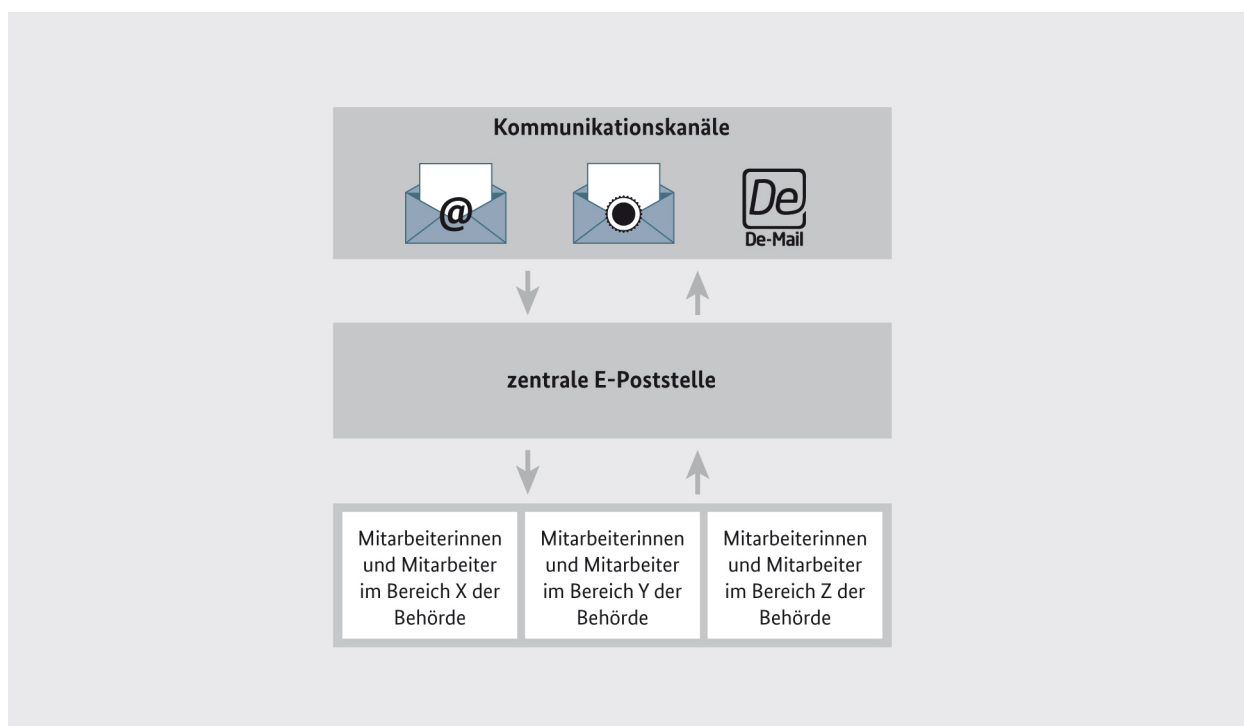 Kommunikationskanäle
@
De
De-Mail
zentrale E-Poststelle
Mitarbeiterinnen
und Mitarbeiter
im Bereich X der
Behörde
Mitarbeiterinnen
und Mitarbeiter
im Bereich Y der
Behörde
Mitarbeiterinnen
und Mitarbeiter
im Bereich Z der
Behörde